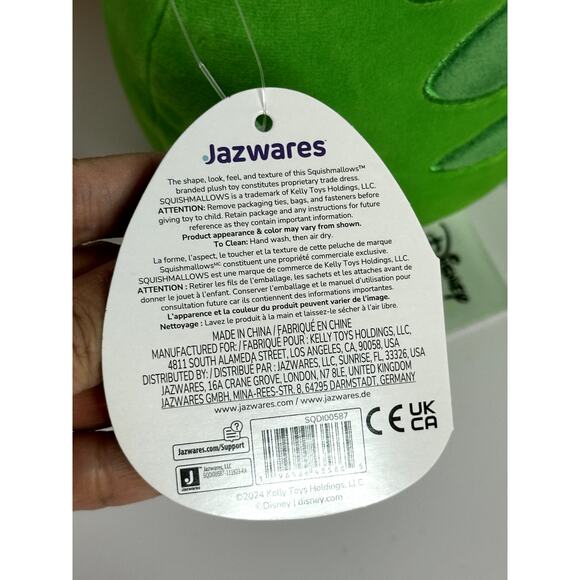 Jazwares
The shape, look, feel, and texture of this Squishmallows™
branded plush toy constitutes proprietary trade dress.
SQUISHMALLOWS is a trademark of Kelly Toys Holdings, LLC.
ATTENTION: Remove packaging ties, bags, and fasteners before
giving toy to child. Retain package and any instructions for future
reference as they contain important information.
Product appearance & color may vary from shown.
To Clean: Hand wash, then air dry.
La forme, l'aspect, le toucher et la texture de cette peluche de marque
Squishmallowsᴹᶜ constituent une propriété commerciale exclusive.
SQUISHMALLOWS est une marque de commerce de Kelly Toys Holdings, LLC.
ATTENTION : Retirer les fils de l'emballage, les sachets et les attaches avant de
donner le jouet à l'enfant. Conserver l'emballage et le manuel d'utilisation pour
consultation future car ils contiennent des informations importantes.
L'apparence et la couleur du produit peuvent varier de l'image.
Nettoyage : Lavez le produit à la main et laissez-le sécher à l'air libre.
MADE IN CHINA / FABRIQUÉ EN CHINE
MANUFACTURED FOR: / FABRIQUÉ POUR : KELLY TOYS HOLDINGS, LLC,
4811 SOUTH ALAMEDA STREET, LOS ANGELES, CA, 90058, USA
DISTRIBUTED BY: / DISTRIBUÉ PAR : JAZWARES, LLC, SUNRISE, FL, 33326, USA
JAZWARES, 16A CRANE GROVE, LONDON, N7 8LE, UNITED KINGDOM
JAZWARES GMBH, MINA-REES-STR. 8, 64295 DARMSTADT, GERMANY
www.jazwares.com / www.jazwares.de
SQDI00587
Jazwares.com/Support
CE UK
CA
Jazwares, LLC
Jazwares
©2024 Kelly Toys Holdings, LLC
©Disney | disney.com
Disney